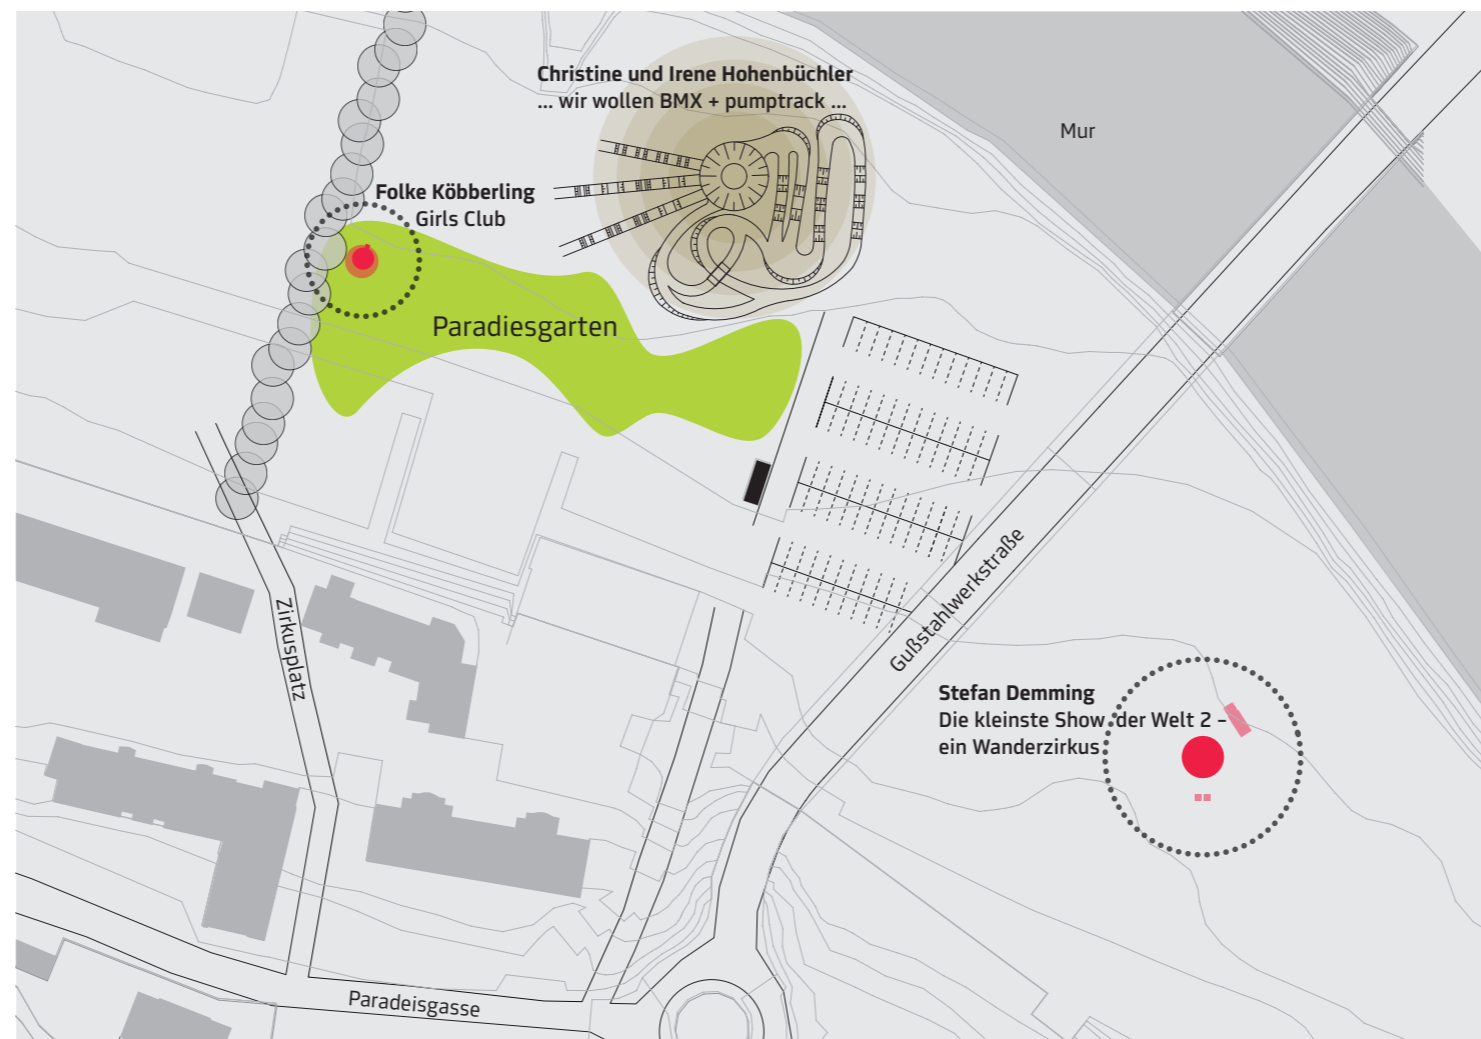 Christine und Irene Hohenbüchler
... wir wollen BMX + pumptrack ...
Mur
Folke Köbberling
Girls Club
Paradiesgarten
Gußstahlwerkstraße
Zirkusplatz
Stefan Demming
Die kleinste Show der Welt 2 –
ein Wanderzirkus
Paradeisgasse